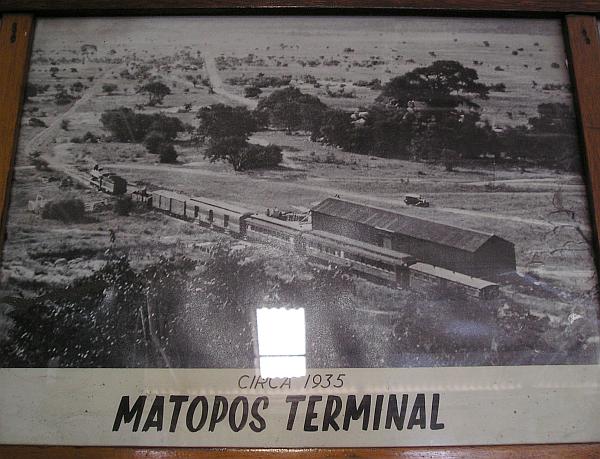 CIRCA 1935
MATOPOS TERMINAL